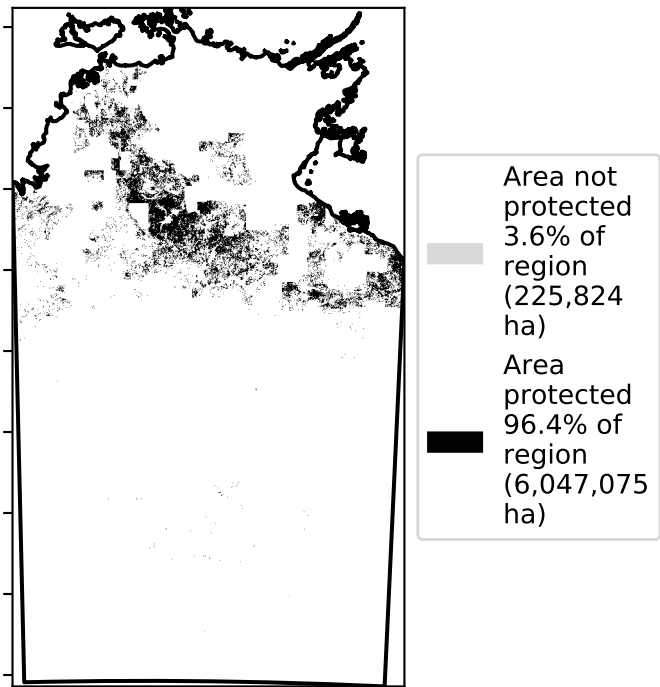 Area not
protected
3.6% of
region
(225,824
ha)
Area
protected
96.4% of
region
(6,047,075
ha)